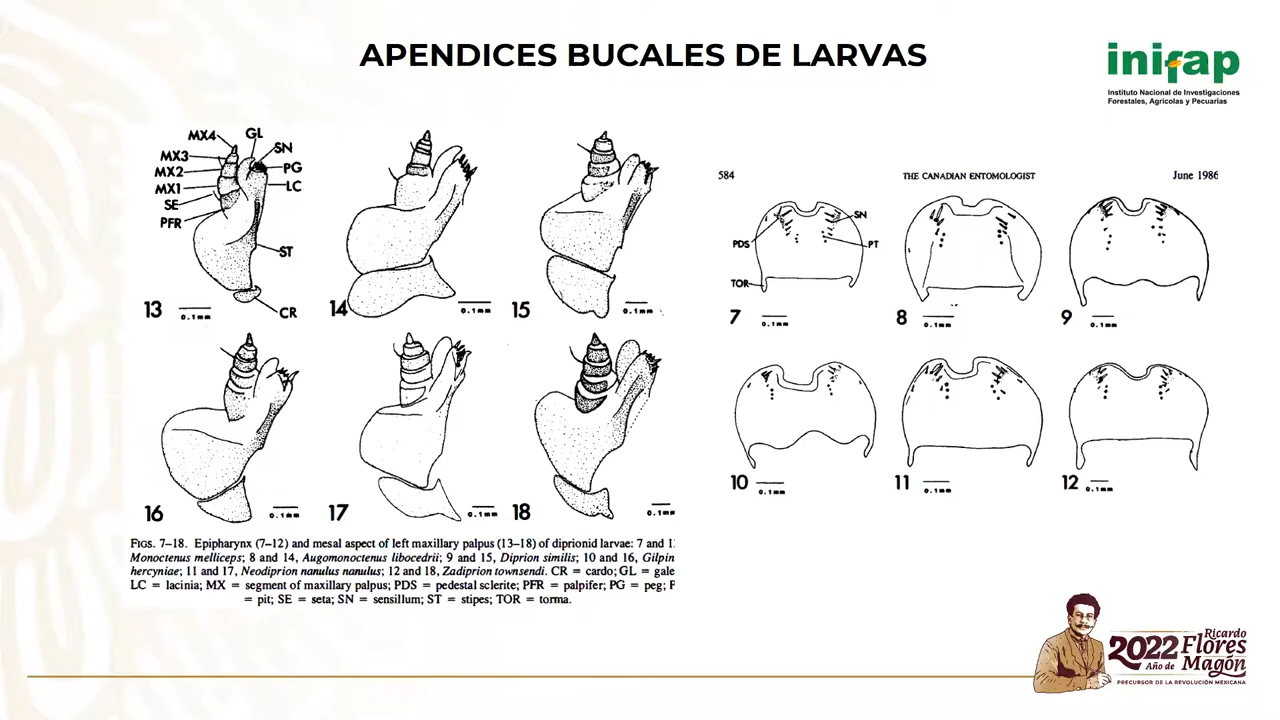 APENDICES BUCALES DE LARVAS
inifap
Instituto Nacional de Investigaciones
Forestales, Agrícolas y Pecuarias
MX4
GL
SN
MX3
PG
MX2
LC
MX1
SE
PFR
ST
CR
13
0.1mm
14
0.1mm
15
0.1mm
16
0.1mm
17
0.1mm
18
0.1mm
FIGS. 7–18. Epipharynx (7–12) and mesal aspect of left maxillary palpus (13–18) of diprionid larvae: 7 and 1
Monoctenus melliceps; 8 and 14, Augomonoctenus libocedrii; 9 and 15, Diprion similis; 10 and 16, Gilpin
hercyniae; 11 and 17, Neodiprion nanulus nanulus; 12 and 18, Zadiprion townsendi. CR = cardo; GL = gale
LC = lacinia; MX = segment of maxillary palpus; PDS = pedestal sclerite; PFR = palpifer; PG = peg; P
= pit; SE = seta; SN = sensillum; ST = stipes; TOR = torma.
584
THE CANADIAN ENTOMOLOGIST
June 1986
SN
PDS
PT
TOR
7
0.1mm
8
0.1mm
9
0.1mm
10
0.1mm
11
0.1mm
12
0.1mm
2022 Ricardo
Año de Flores
Magón
PRECURSOR DE LA REVOLUCIÓN MEXICANA